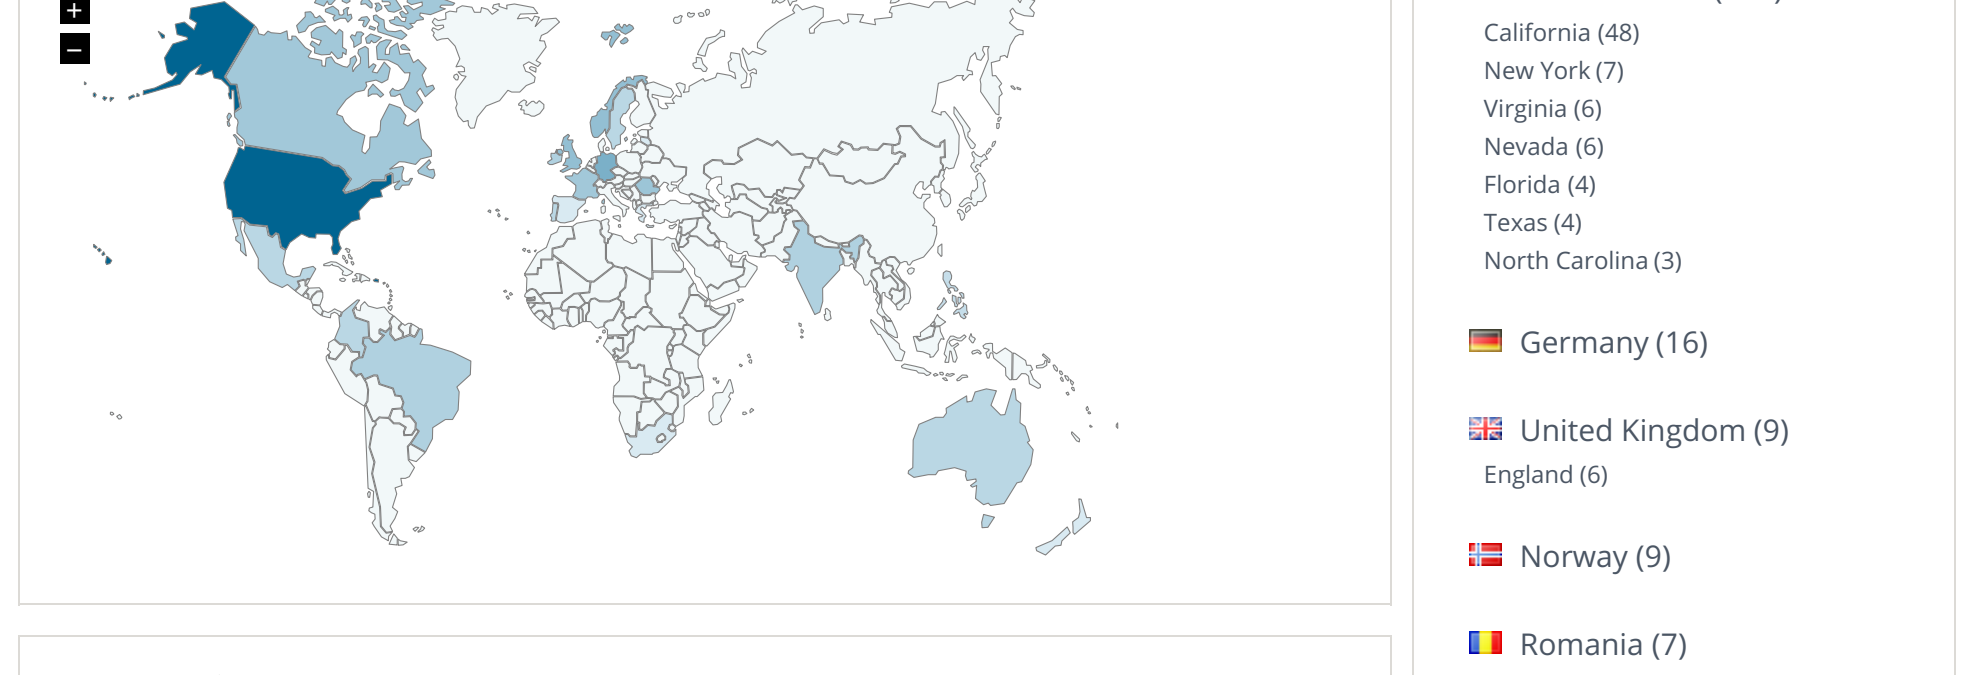 +
−
California (48)
New York (7)
Virginia (6)
Nevada (6)
Florida (4)
Texas (4)
North Carolina (3)
Germany (16)
United Kingdom (9)
England (6)
Norway (9)
Romania (7)